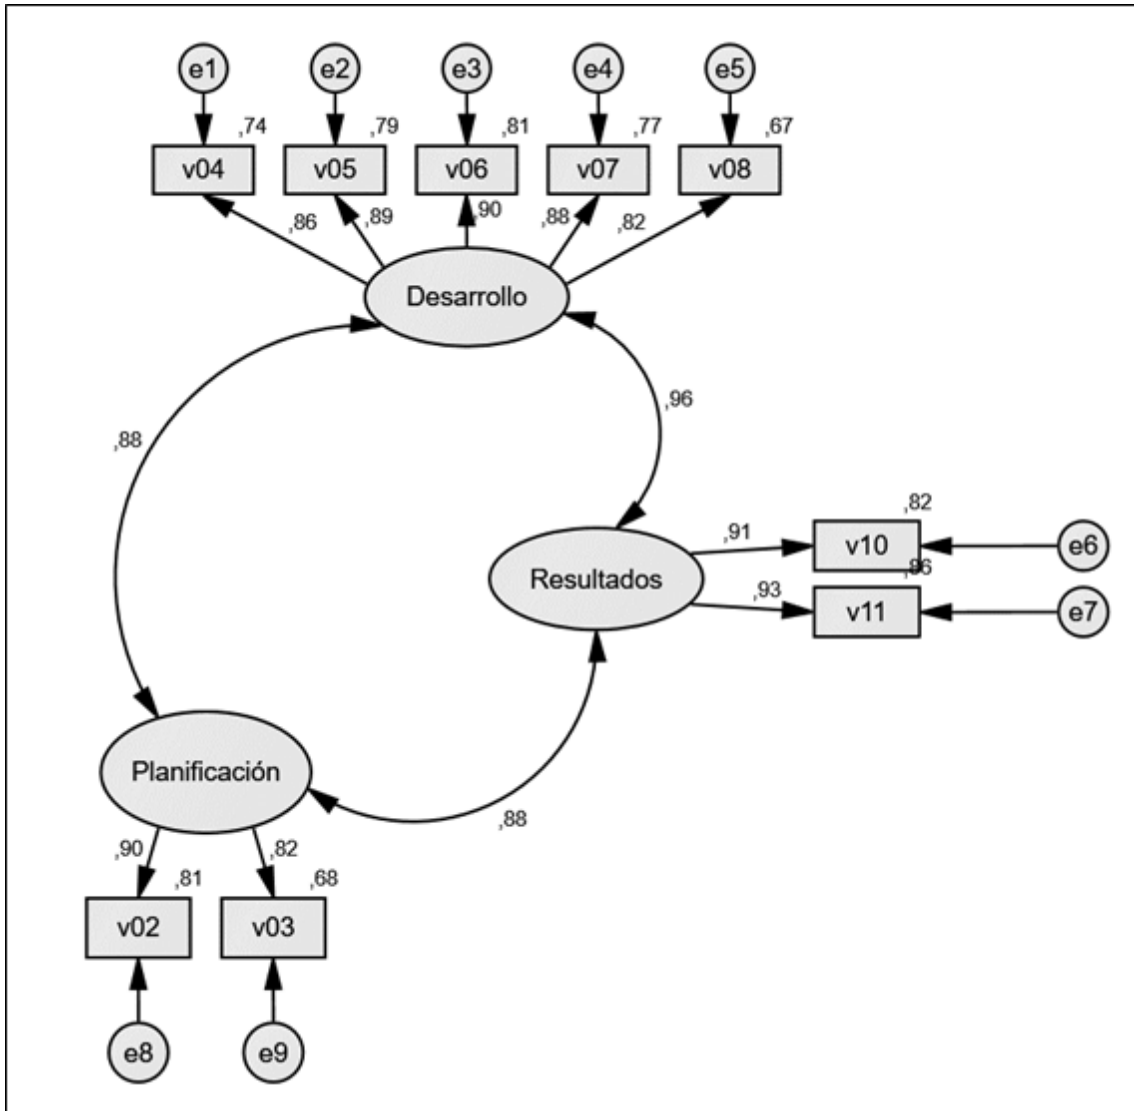 e1 e2 e3 e4 e5
,74 ,79 ,81 ,77 ,67
v04 v05 v06 v07 v08
,86 ,89 ,90 ,88 ,82
Desarrollo
,96
,88
,82
,91 v10 e6
Resultados
,86
,93 v11 e7
Planificación
,88
,90 ,82
,81 ,68
v02 v03
e8 e9